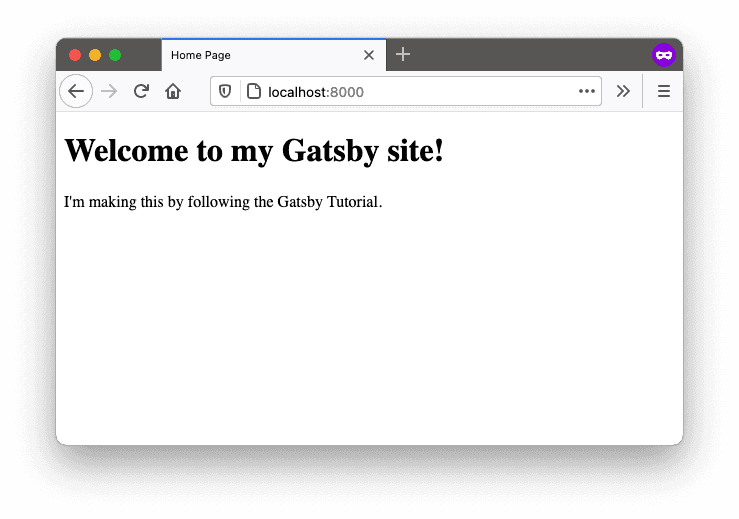 Home Page
localhost:8000
Welcome to my Gatsby site!
I'm making this by following the Gatsby Tutorial.